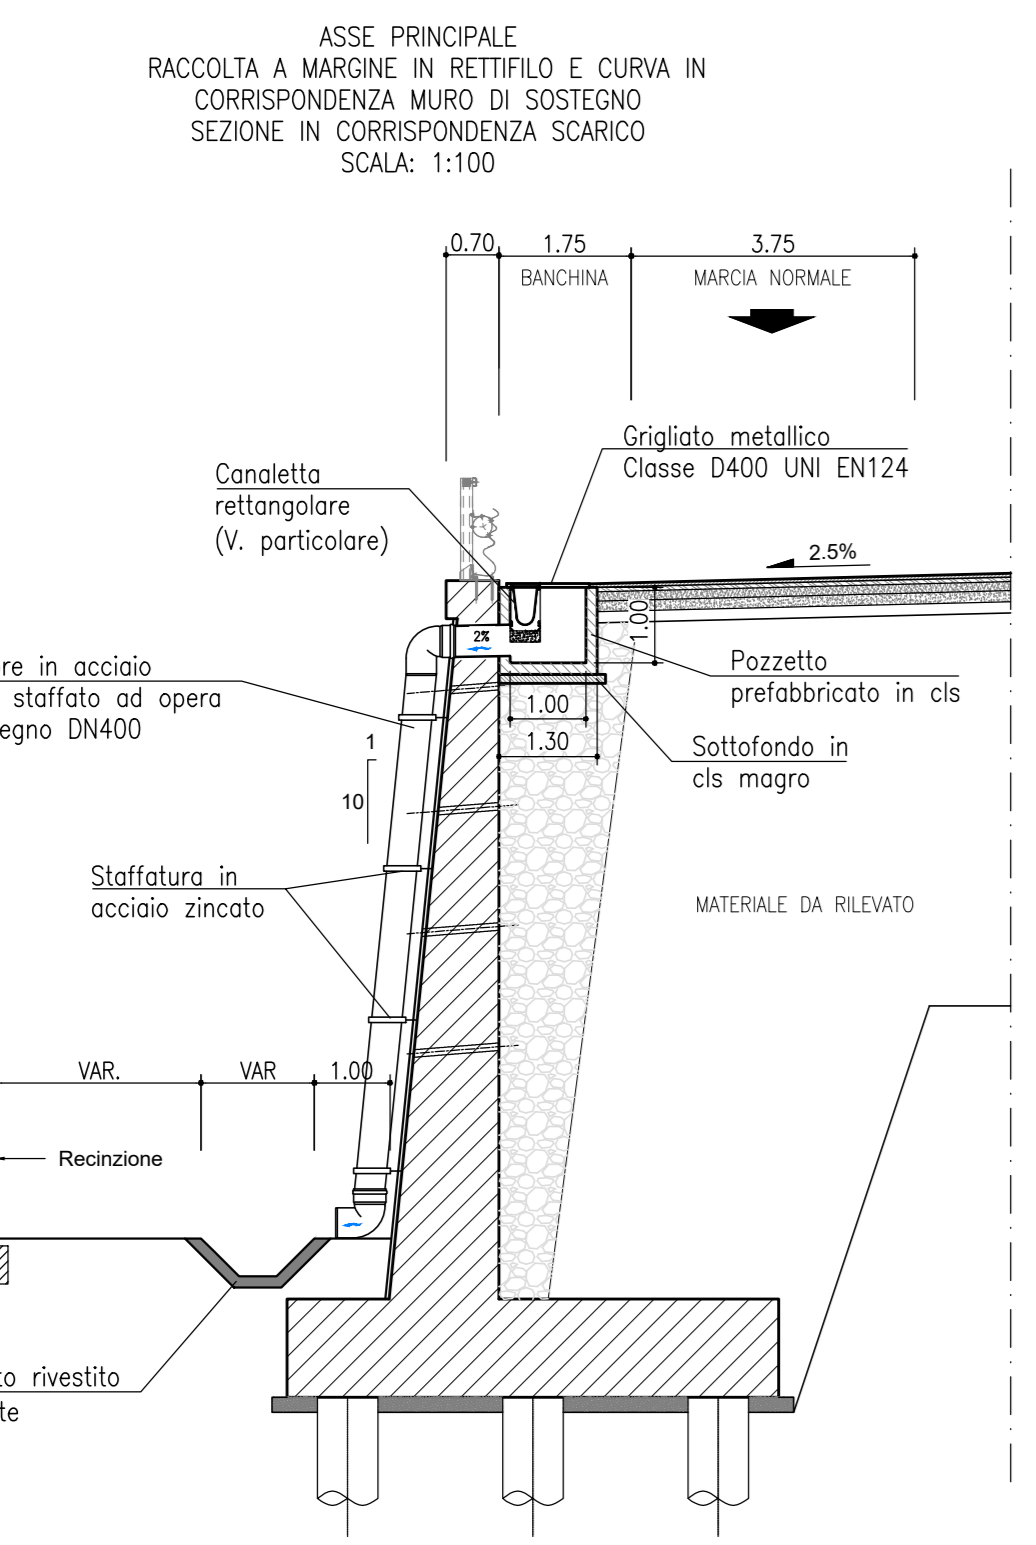 ASSE PRINCIPALE
RACCOLTA A MARGINE IN RETTIFILO E CURVA IN
CORRISPONDENZA MURO DI SOSTEGNO
SEZIONE IN CORRISPONDENZA SCARICO
SCALA: 1:100
0.70 1.75 3.75
BANCHINA MARCIA NORMALE
Grigliato metallico
Classe D400 UNI EN124
Canaletta
rettangolare
(V. particolare)
2.5%
1.00
2%
re in acciaio
staffato ad opera
egno DN400
Pozzetto
prefabbricato in cls
1.00
1.30
Sottofondo in
cls magro
1
10
Staffatura in
acciaio zincato
MATERIALE DA RILEVATO
VAR. VAR 1.00
Recinzione
to rivestito
te